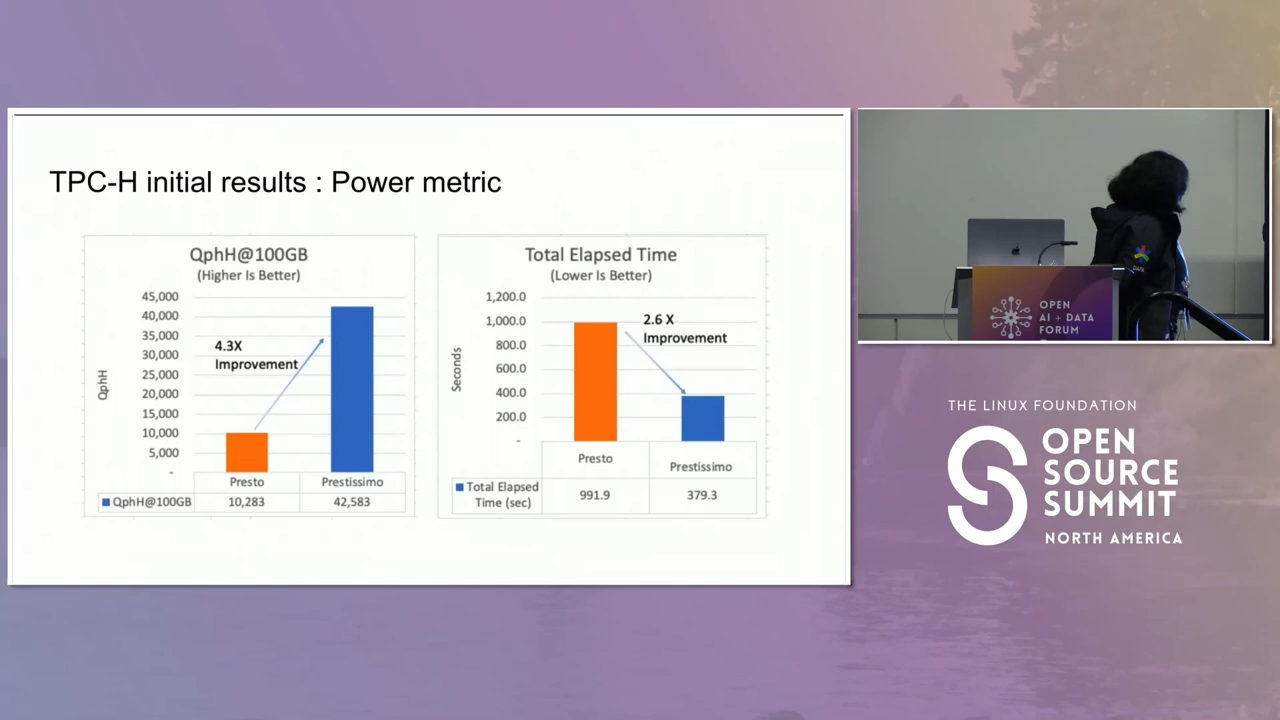 TPC-H initial results : Power metric
QphH@100GB
(Higher Is Better)
45,000
40,000
35,000
30,000
25,000
20,000
15,000
10,000
5,000
-
QphH
4.3X
Improvement
Presto
Prestissimo
QphH@100GB
10,283
42,583
Total Elapsed Time
(Lower Is Better)
1,200.0
1,000.0
800.0
600.0
400.0
200.0
-
Seconds
2.6 X
Improvement
Presto
Prestissimo
Total Elapsed
Time (sec)
991.9
379.3
OPEN
AI + DATA
FORUM
THE LINUX FOUNDATION
OPEN
SOURCE
SUMMIT
NORTH AMERICA